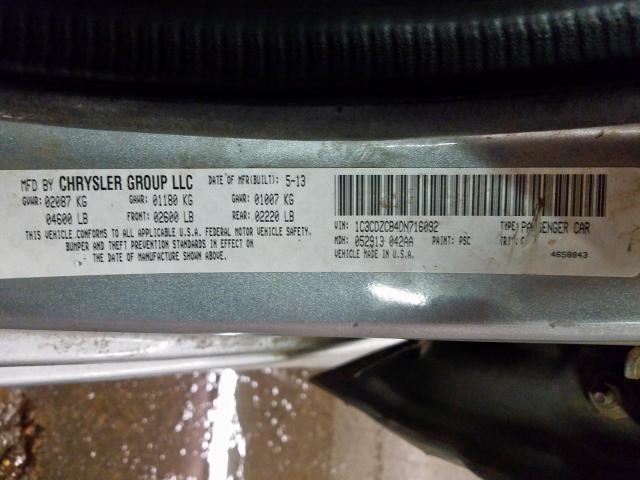 MFD BY CHRYSLER GROUP LLC DATE OF MFR(BUILT): 5-13
GVWR: 02087 KG GAWR: 01180 KG GAWR: 01007 KG
04600 LB FRONT: 02600 LB REAR: 02220 LB
THIS VEHICLE CONFORMS TO ALL APPLICABLE U.S.A. FEDERAL MOTOR VEHICLE SAFETY,
BUMPER AND THEFT PREVENTION STANDARDS IN EFFECT ON
THE DATE OF MANUFACTURE SHOWN ABOVE.
VIN: 1C3CDZCB4DN716092 TYPE: PASSENGER CAR
MDH: 052913 042AA PAINT: PSC TRIM:
VEHICLE MADE IN U.S.A. 4658843